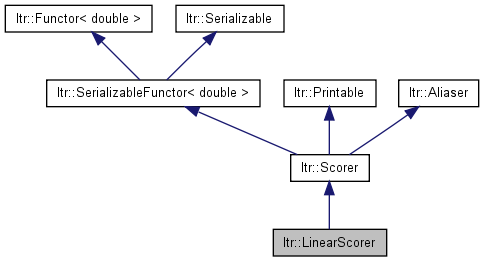 ltr::Functor< double >
ltr::Serializable
ltr::SerializableFunctor< double >
ltr::Printable
ltr::Aliaser
ltr::Scorer
ltr::LinearScorer